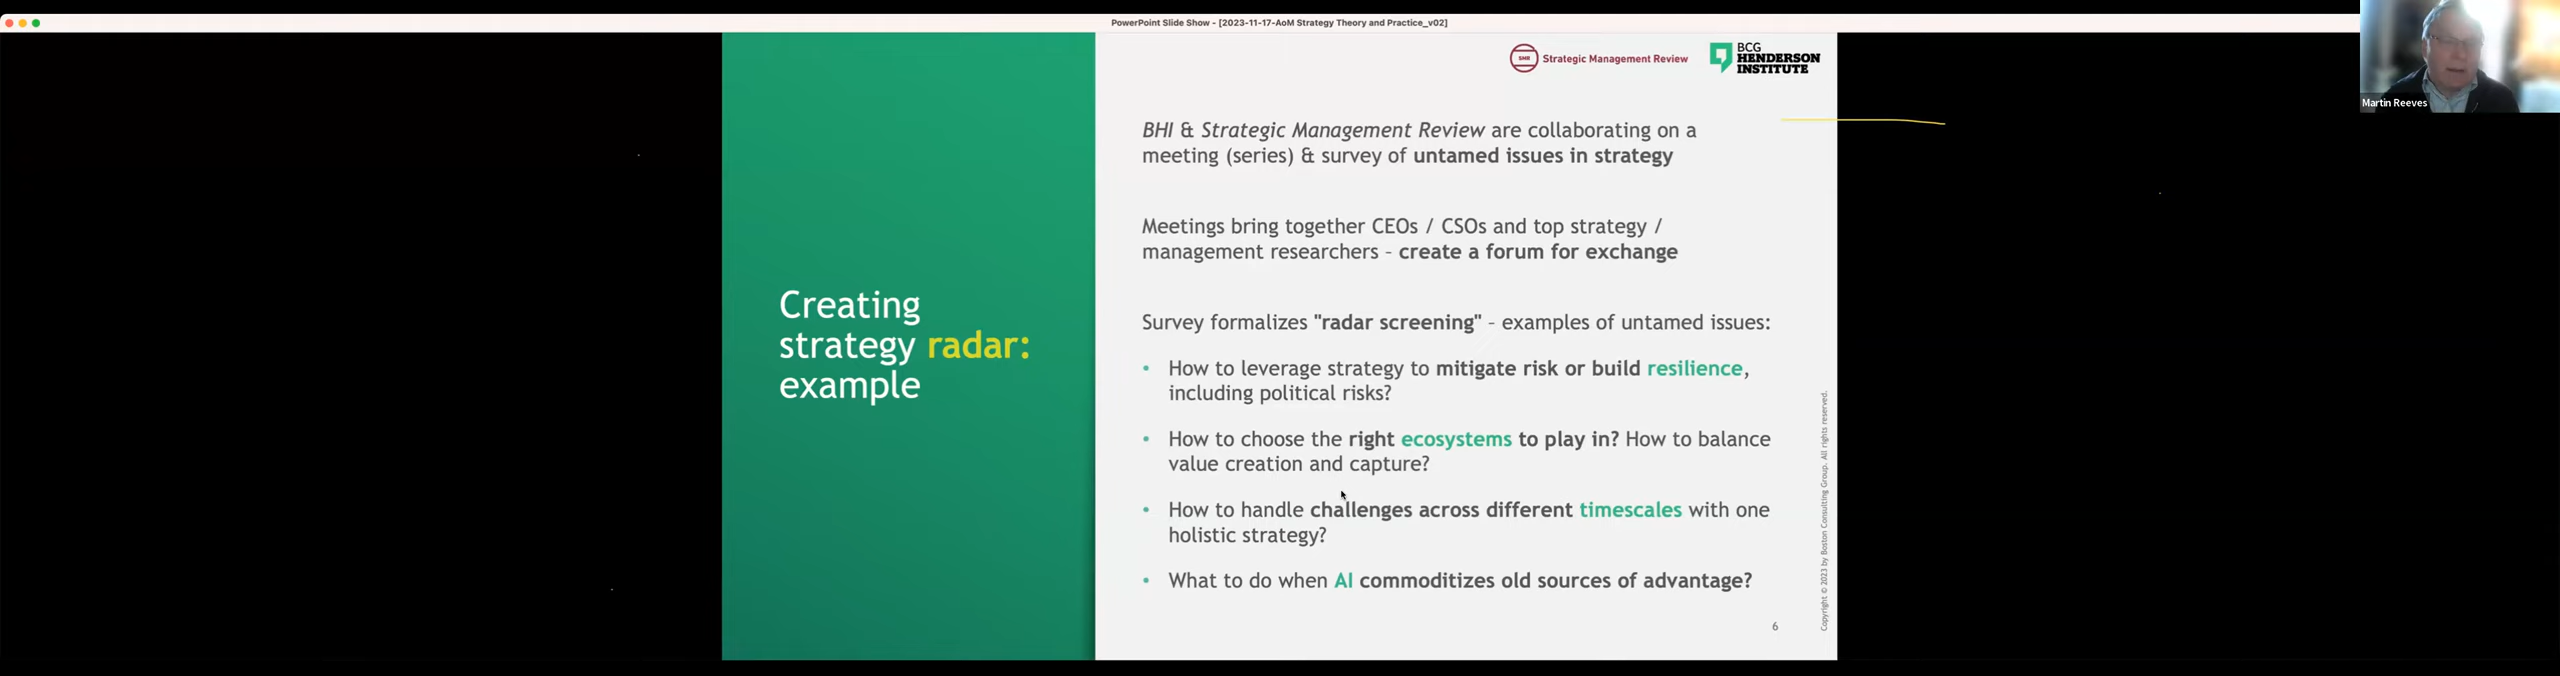 PowerPoint Slide Show - [2023-11-17-AoM Strategy Theory and Practice_v02]
Martin Reeves
SMR
Strategic Management Review
BCG
HENDERSON
INSTITUTE
Creating
strategy radar:
example
BHI & Strategic Management Review are collaborating on a
meeting (series) & survey of untamed issues in strategy
Meetings bring together CEOs / CSOs and top strategy /
management researchers – create a forum for exchange
Survey formalizes "radar screening" – examples of untamed issues:
• How to leverage strategy to mitigate risk or build resilience,
including political risks?
• How to choose the right ecosystems to play in? How to balance
value creation and capture?
• How to handle challenges across different timescales with one
holistic strategy?
• What to do when AI commoditizes old sources of advantage?
6
Copyright © 2023 by Boston Consulting Group. All rights reserved.